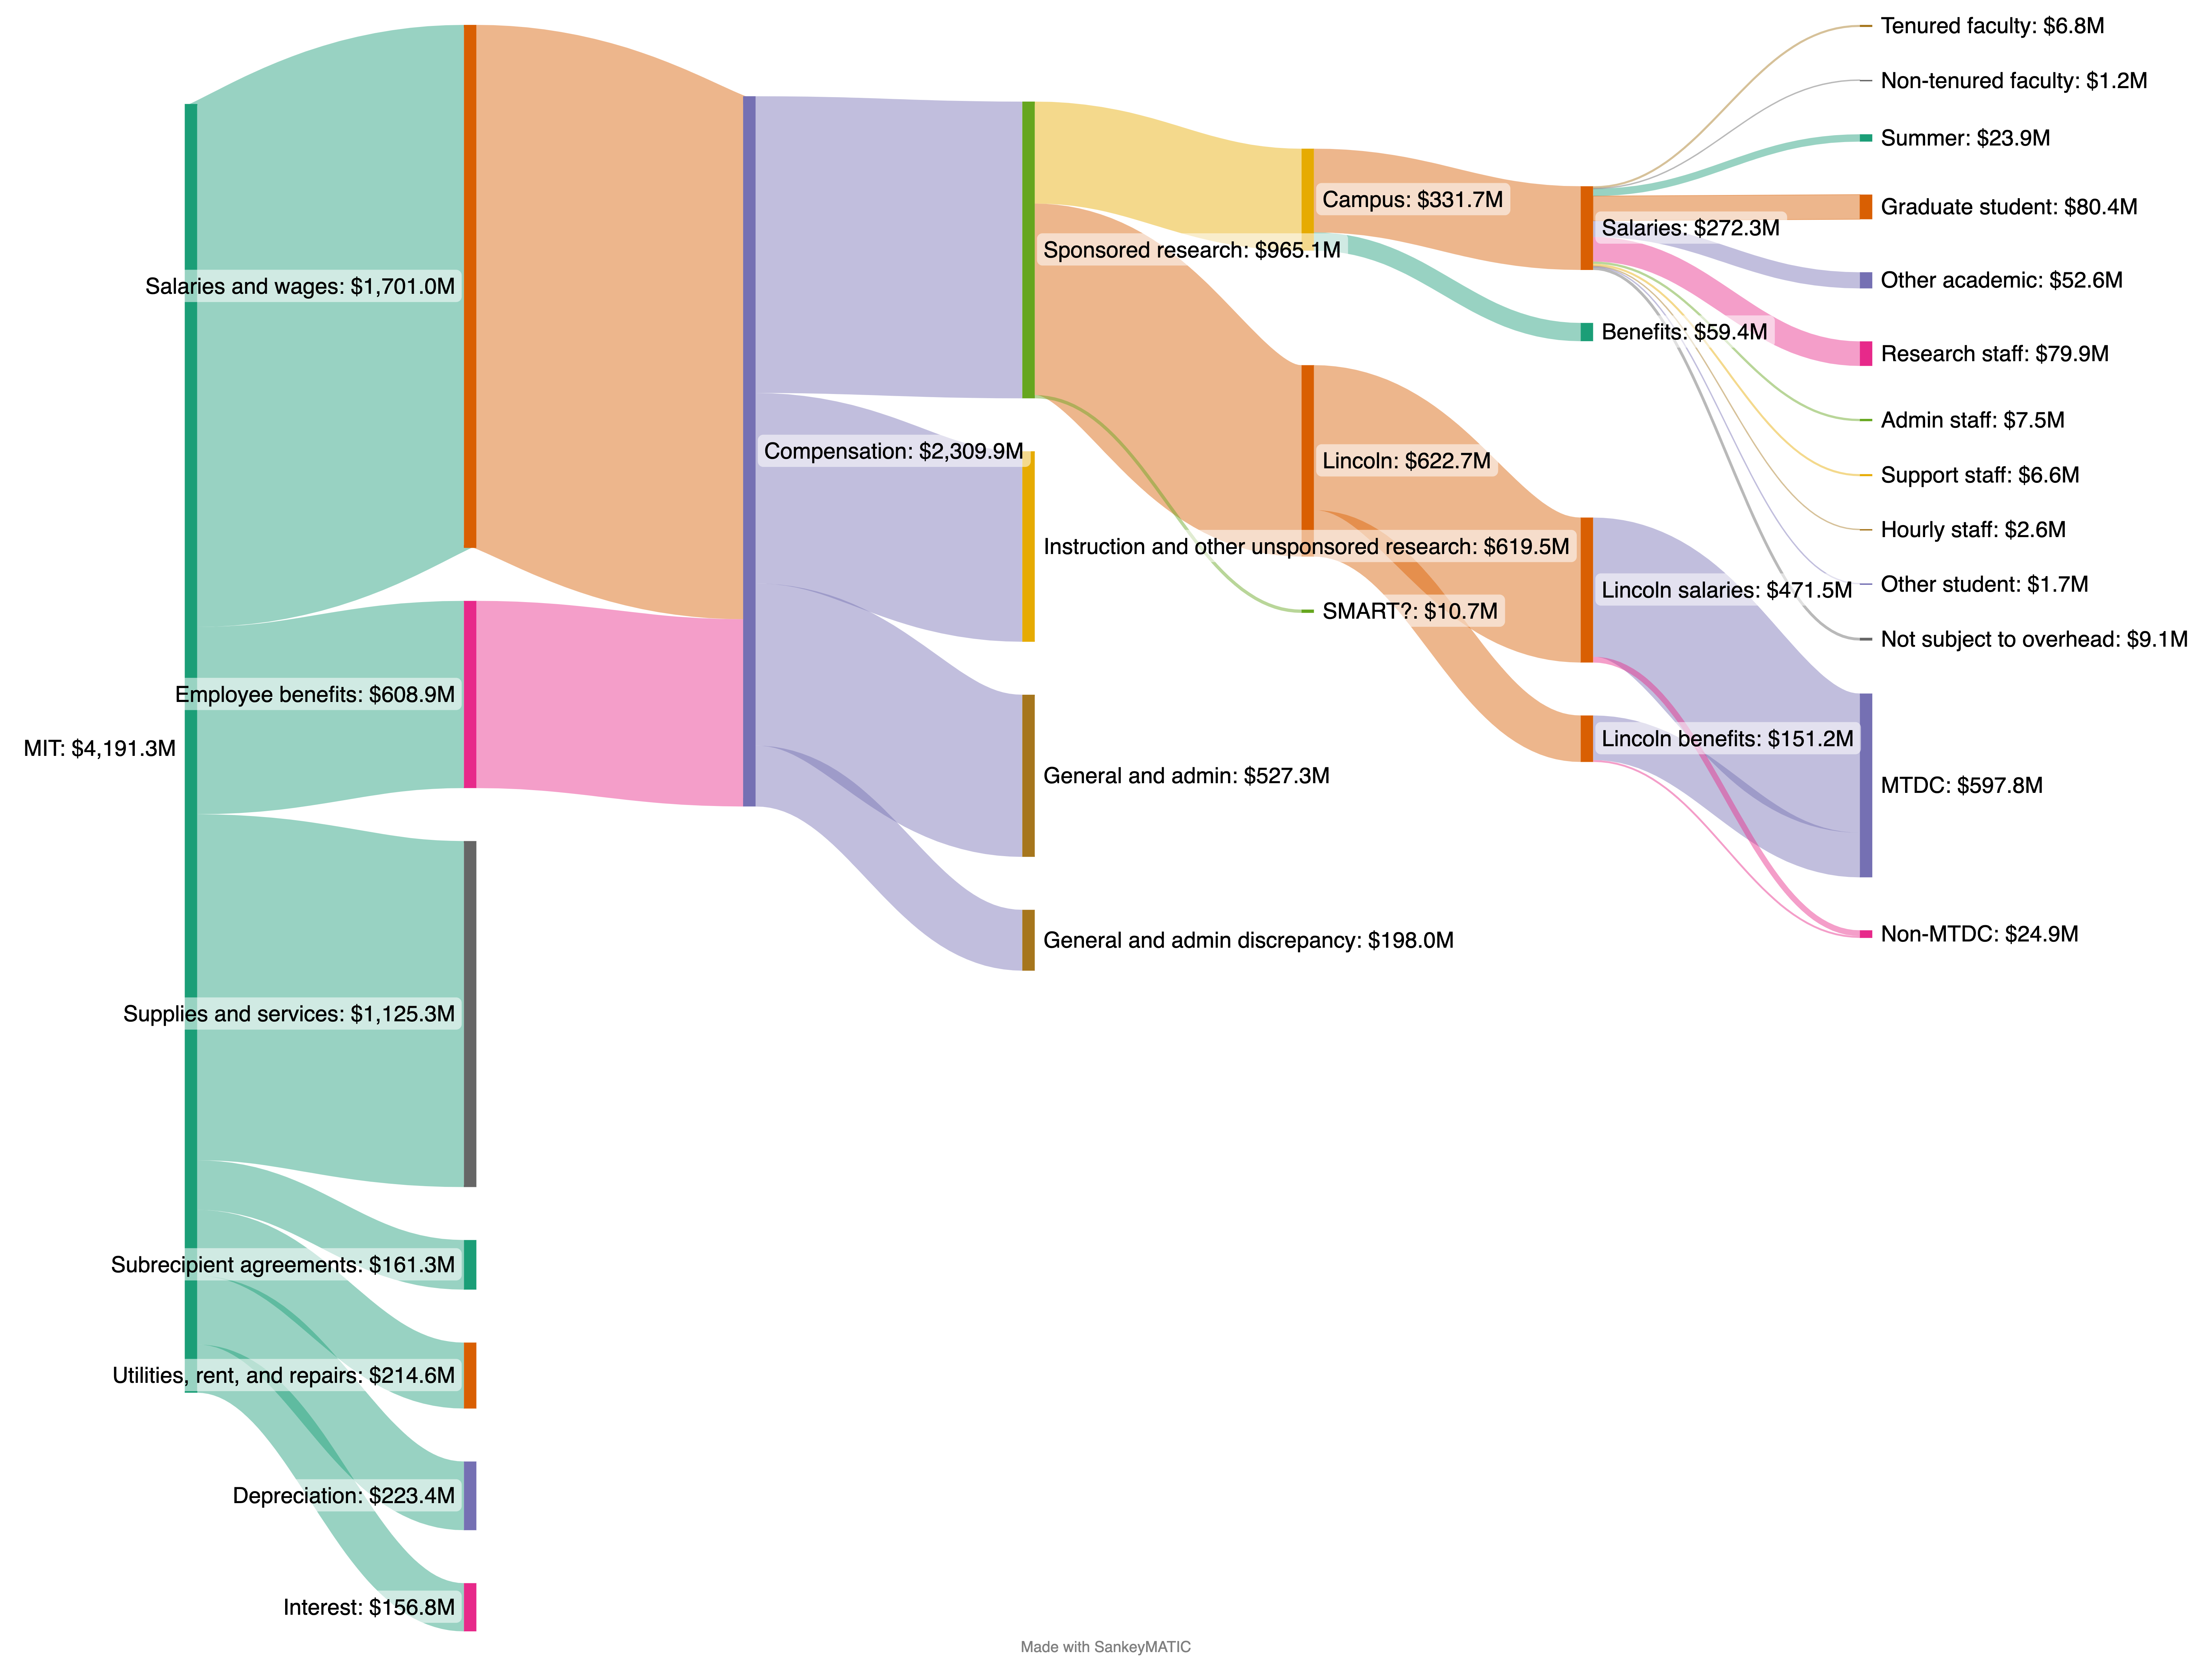 MIT: $4,191.3M
Salaries and wages: $1,701.0M
Employee benefits: $608.9M
Supplies and services: $1,125.3M
Subrecipient agreements: $161.3M
Utilities, rent, and repairs: $214.6M
Depreciation: $223.4M
Interest: $156.8M
Compensation: $2,309.9M
Sponsored research: $965.1M
Instruction and other unsponsored research: $619.5M
General and admin: $527.3M
General and admin discrepancy: $198.0M
Campus: $331.7M
Lincoln: $622.7M
SMART?: $10.7M
Salaries: $272.3M
Benefits: $59.4M
Lincoln salaries: $471.5M
Lincoln benefits: $151.2M
Tenured faculty: $6.8M
Non-tenured faculty: $1.2M
Summer: $23.9M
Graduate student: $80.4M
Other academic: $52.6M
Research staff: $79.9M
Admin staff: $7.5M
Support staff: $6.6M
Hourly staff: $2.6M
Other student: $1.7M
Not subject to overhead: $9.1M
MTDC: $597.8M
Non-MTDC: $24.9M
Made with SankeyMATIC